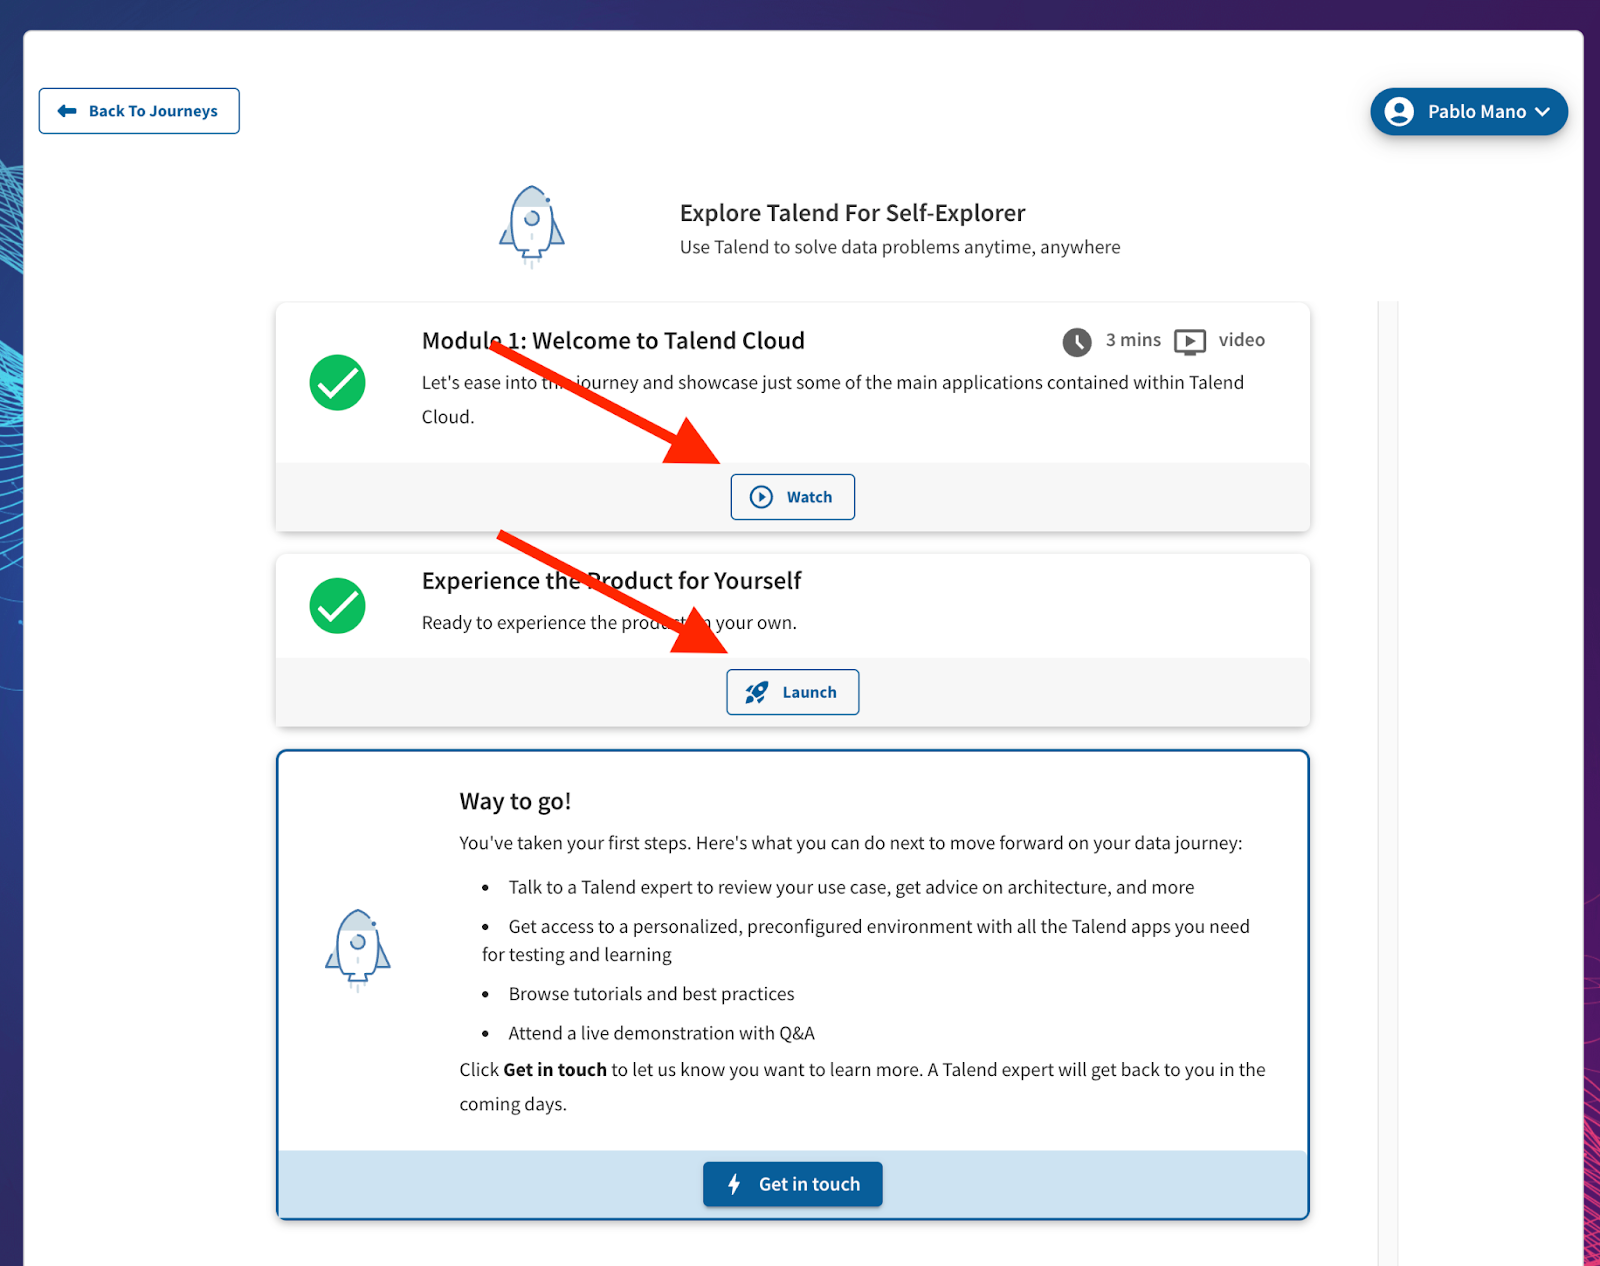 Back To Journeys
Pablo Mano
Explore Talend For Self-Explorer
Use Talend to solve data problems anytime, anywhere
Module 1: Welcome to Talend Cloud
3 mins
video
Let's ease into this journey and showcase just some of the main applications contained within Talend
Cloud.
Watch
Experience the Product for Yourself
Ready to experience the product your own.
Launch
Way to go!
You've taken your first steps. Here's what you can do next to move forward on your data journey:
• Talk to a Talend expert to review your use case, get advice on architecture, and more
• Get access to a personalized, preconfigured environment with all the Talend apps you need
for testing and learning
• Browse tutorials and best practices
• Attend a live demonstration with Q&A
Click Get in touch to let us know you want to learn more. A Talend expert will get back to you in the
coming days.
Get in touch